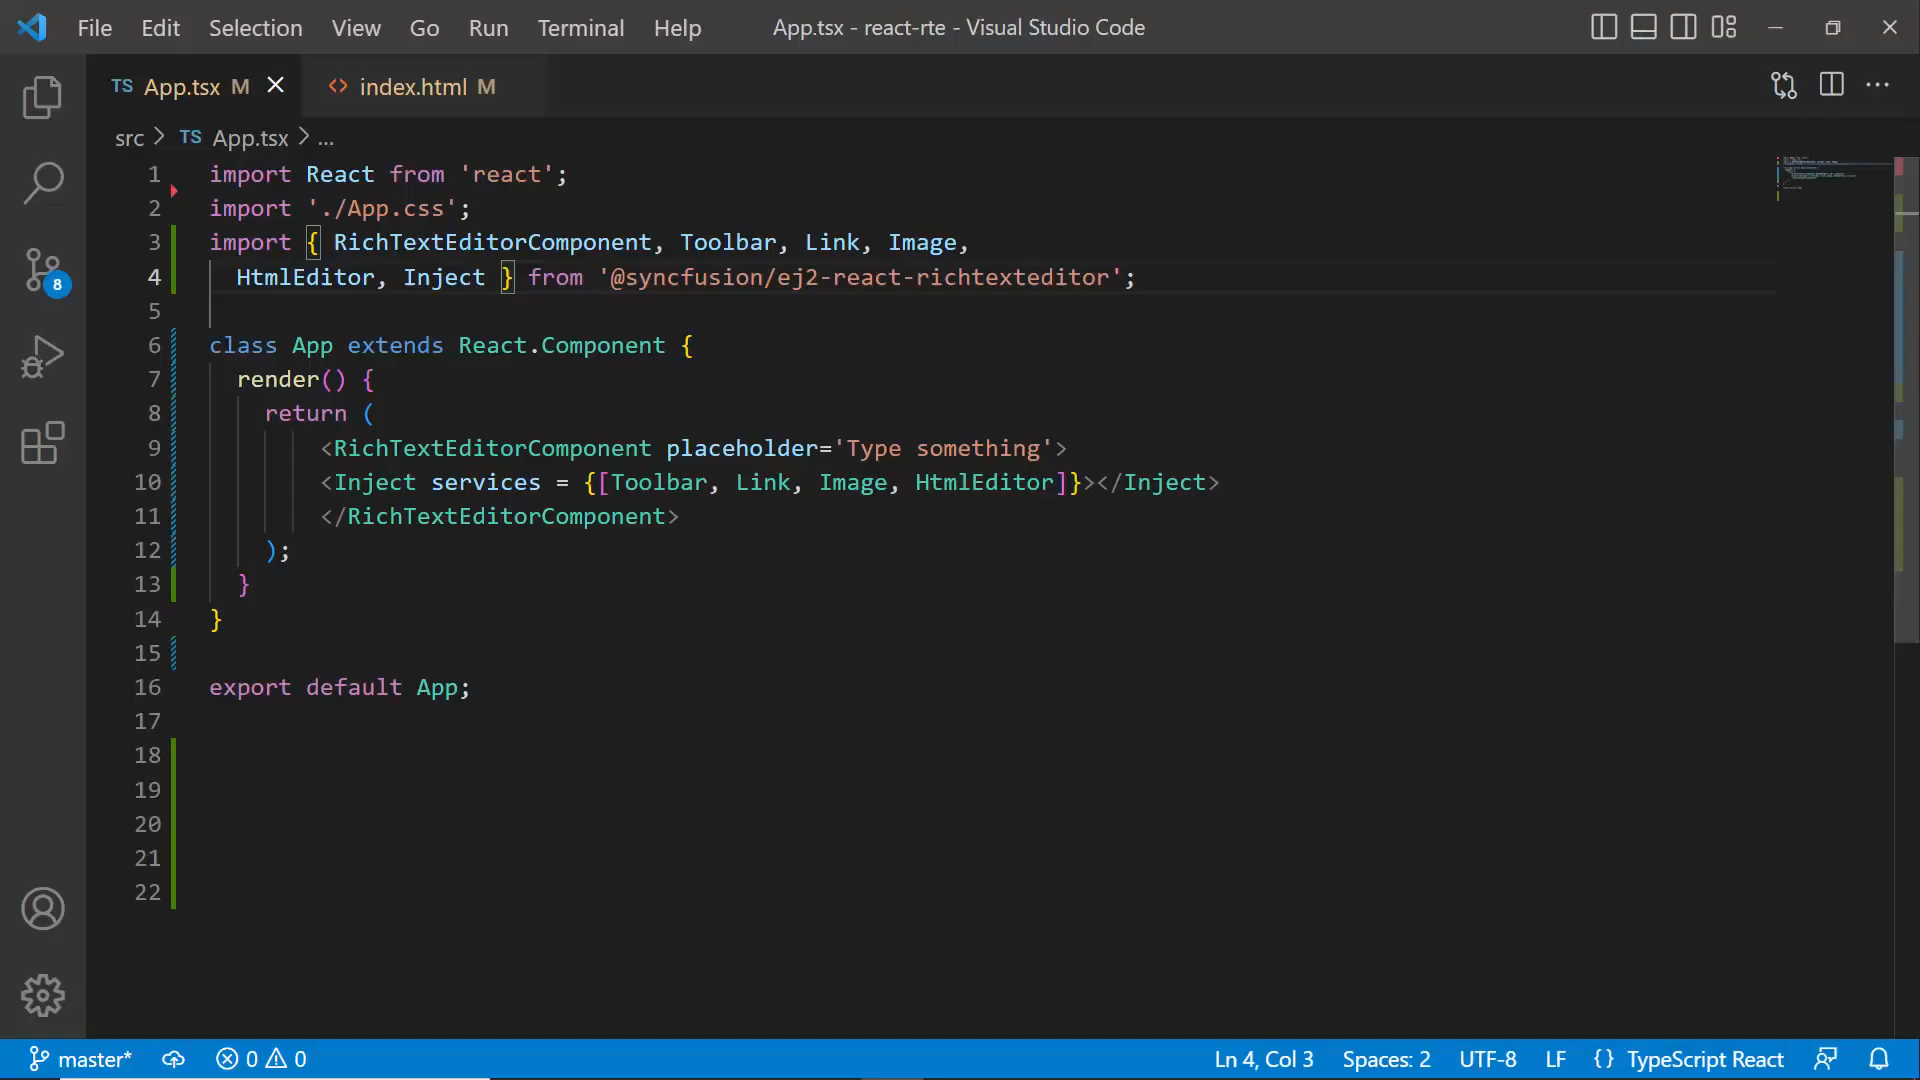 File Edit Selection View Go Run Terminal Help App.tsx - react-rte - Visual Studio Code
TS App.tsx M index.html M
src > TS App.tsx > ...
1 import React from 'react';
2 import './App.css';
3 import { RichTextEditorComponent, Toolbar, Link, Image,
4 HtmlEditor, Inject } from '@syncfusion/ej2-react-richtexteditor';
5
6 class App extends React.Component {
7 render() {
8 return (
9 <RichTextEditorComponent placeholder='Type something'>
10 <Inject services = {[Toolbar, Link, Image, HtmlEditor]}></Inject>
11 </RichTextEditorComponent>
12 );
13 }
14 }
15
16 export default App;
17
18
19
20
21
22
8
master* 0 0 Ln 4, Col 3 Spaces: 2 UTF-8 LF {} TypeScript React